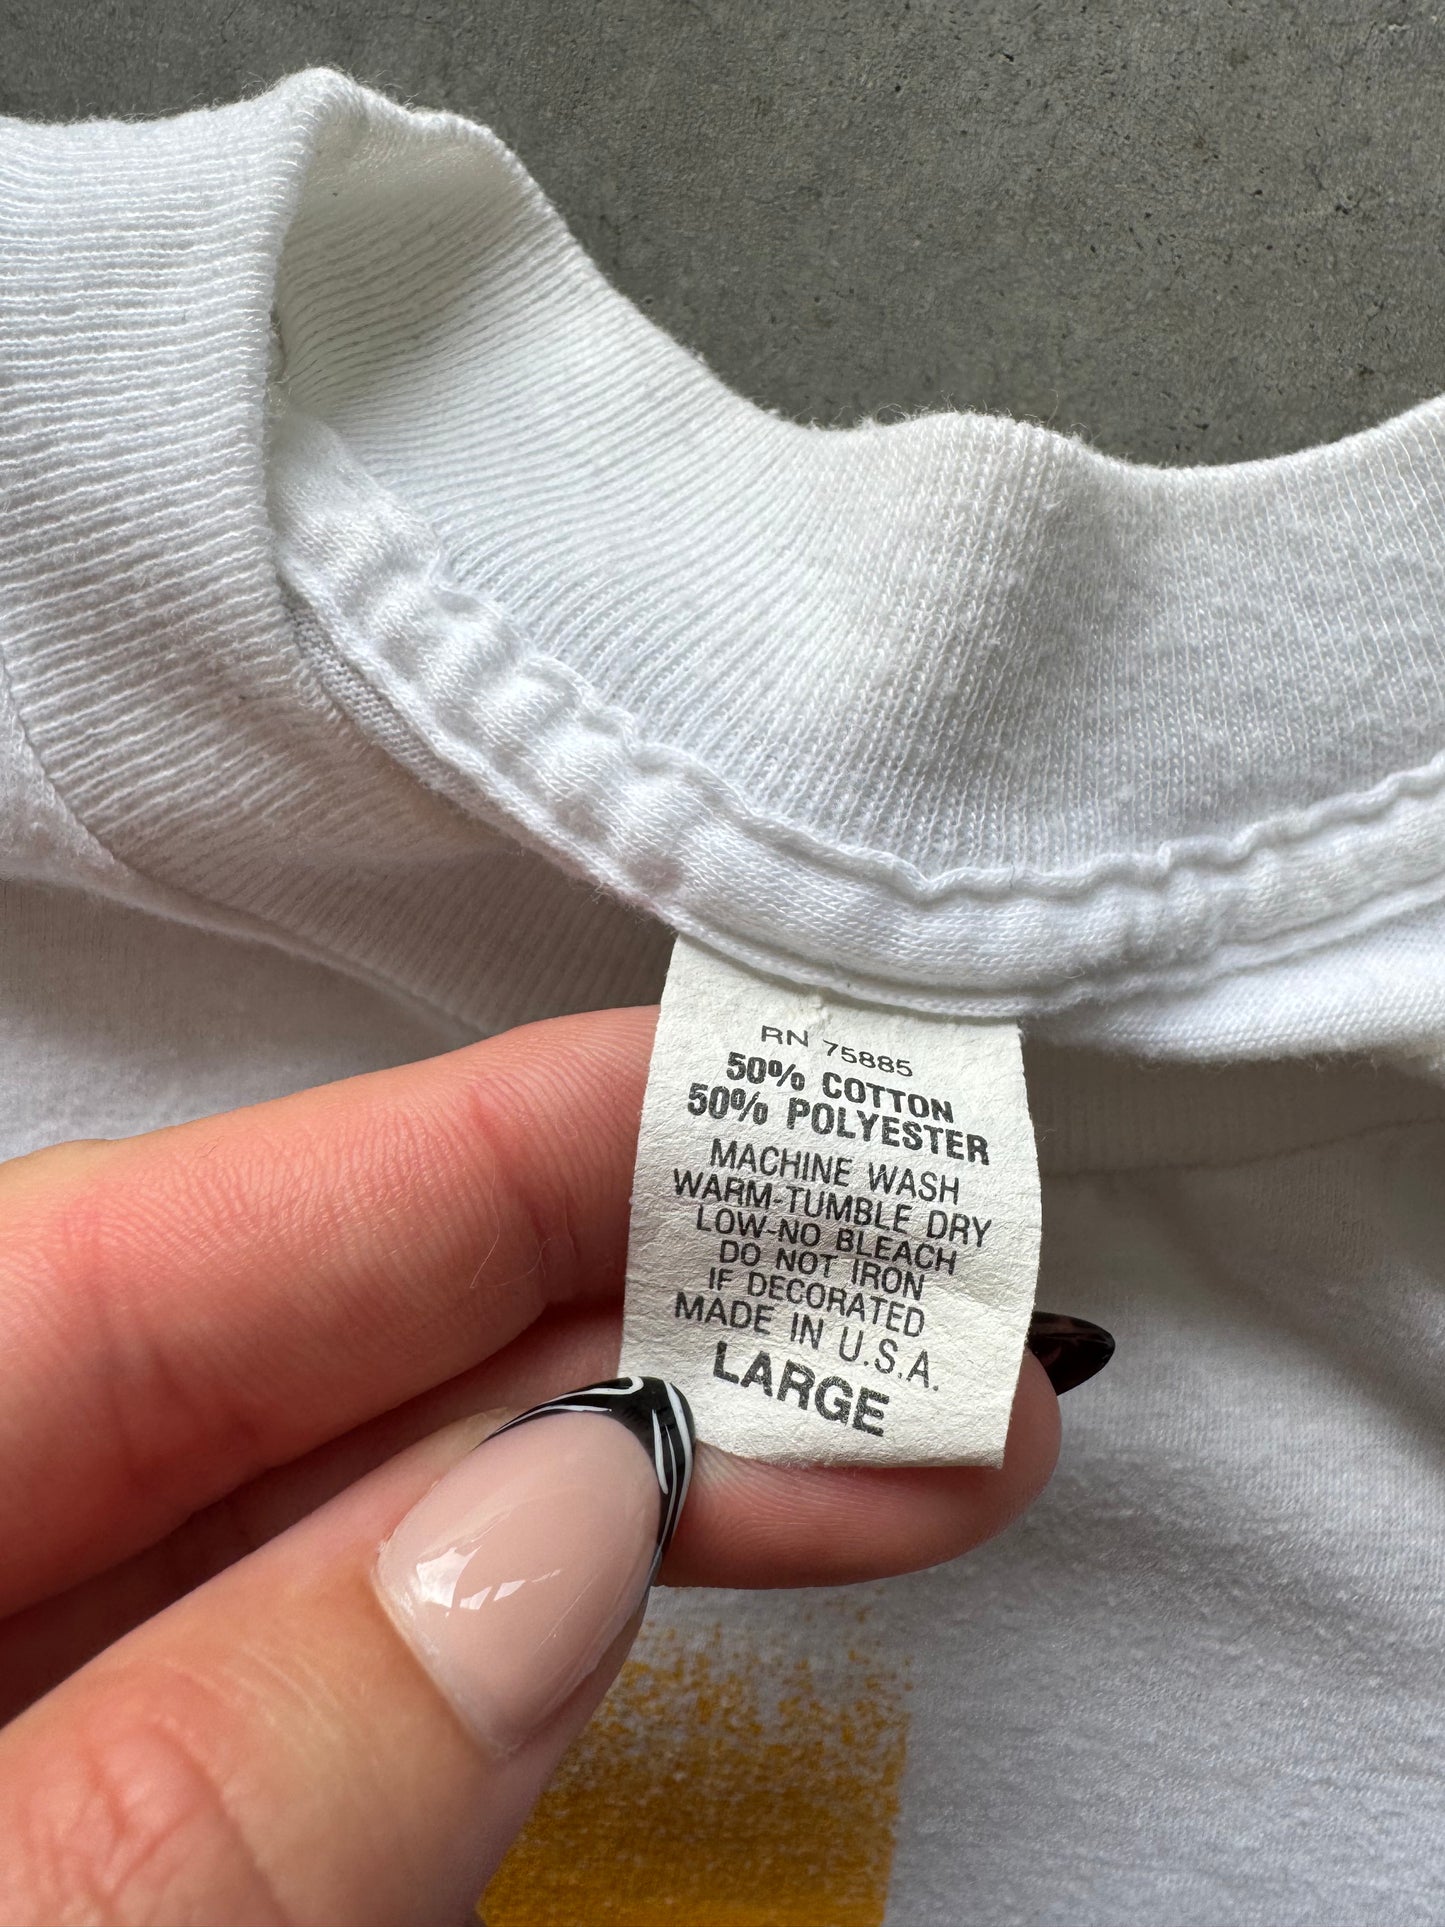 RN 75885
50% COTTON
50% POLYESTER
MACHINE WASH
WARM-TUMBLE DRY
LOW-NO BLEACH
DO NOT IRON
IF DECORATED
MADE IN U.S.A.
LARGE